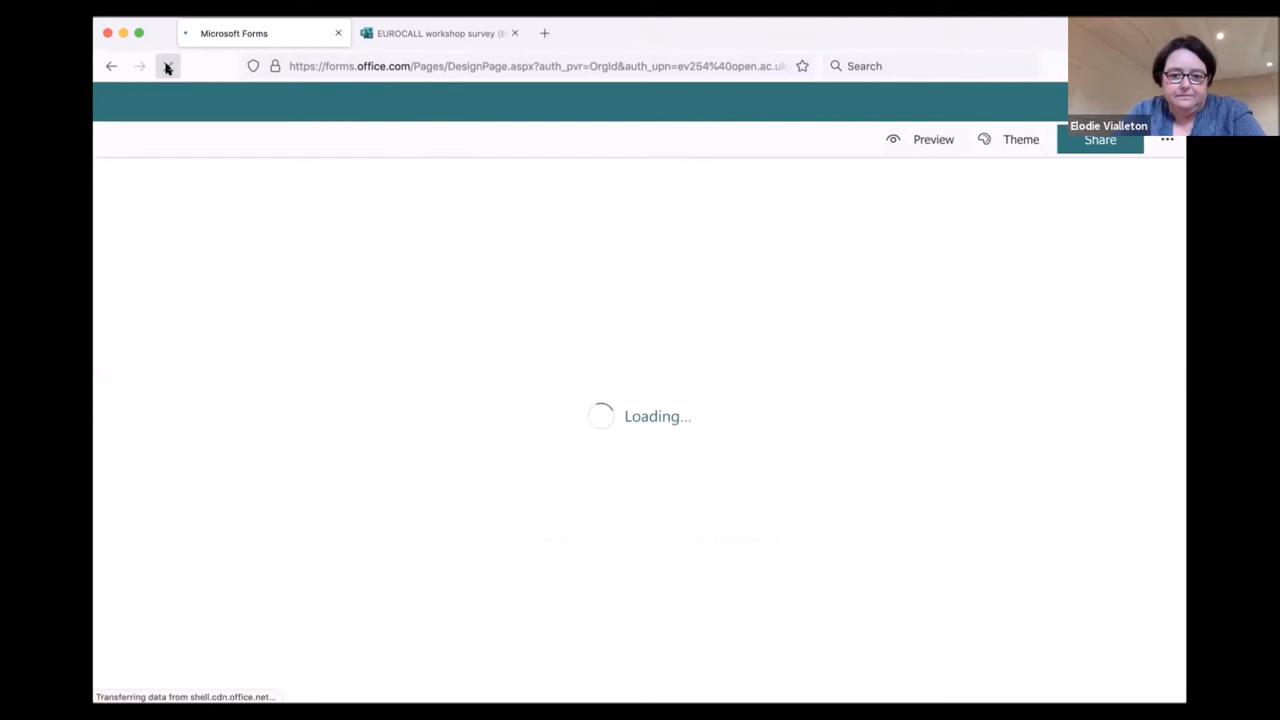 Microsoft Forms
EUROCALL workshop survey (E
https://forms.office.com/Pages/DesignPage.aspx?auth_pvr=OrgId&auth_upn=ev254%40open.ac.uk
Search
Elodie Vialleton
Preview
Theme
Share
Loading...
Transferring data from shell.cdn.office.net...